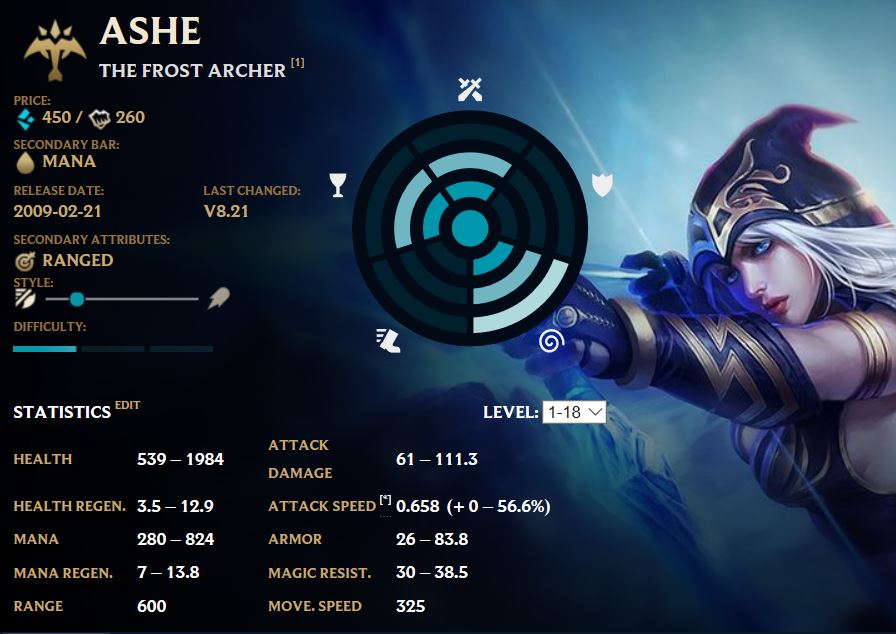 ASHE
THE FROST ARCHER [1]
PRICE:
450 / 260
SECONDARY BAR:
MANA
RELEASE DATE: LAST CHANGED:
2009-02-21 V8.21
SECONDARY ATTRIBUTES:
RANGED
STYLE:
DIFFICULTY:
STATISTICS EDIT LEVEL: 1-18
HEALTH 539 – 1984 ATTACK DAMAGE 61 – 111.3
HEALTH REGEN. 3.5 – 12.9 ATTACK SPEED [*] 0.658 (+ 0 – 56.6%)
MANA 280 – 824 ARMOR 26 – 83.8
MANA REGEN. 7 – 13.8 MAGIC RESIST. 30 – 38.5
RANGE 600 MOVE. SPEED 325